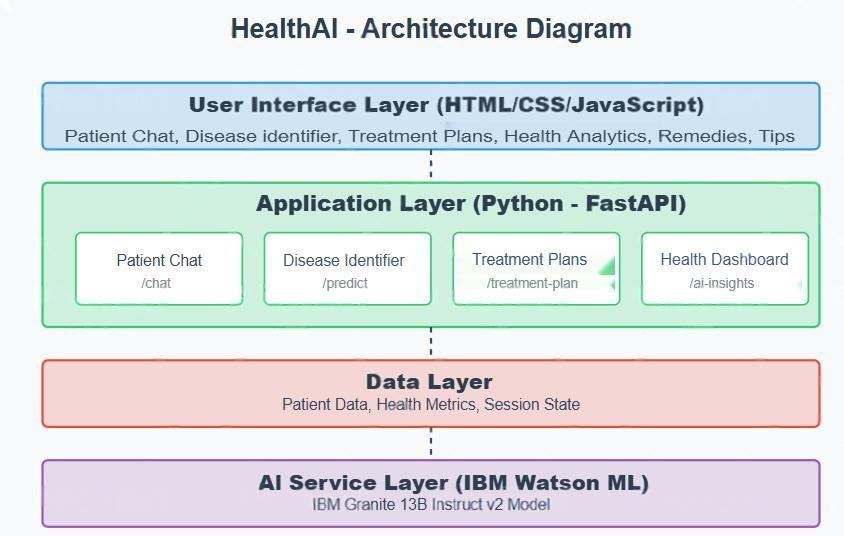 HealthAI - Architecture Diagram
User Interface Layer (HTML/CSS/JavaScript)
Patient Chat, Disease identifier, Treatment Plans, Health Analytics, Remedies, Tips
Application Layer (Python - FastAPI)
Patient Chat
/chat
Disease Identifier
/predict
Treatment Plans
/treatment-plan
Health Dashboard
/ai-insights
Data Layer
Patient Data, Health Metrics, Session State
AI Service Layer (IBM Watson ML)
IBM Granite 13B Instruct v2 Model